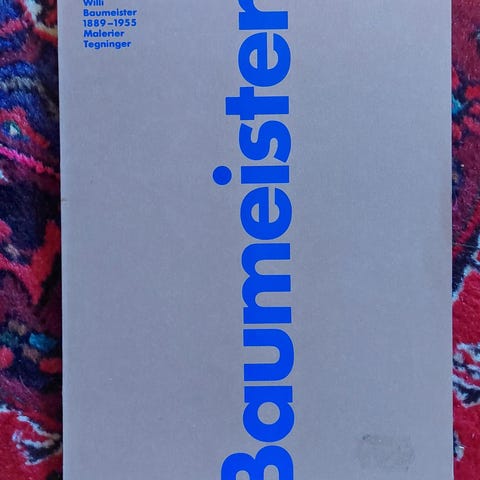 Willi
Baumeister
1889–1955
Malerier
Tegninger
Baumeister